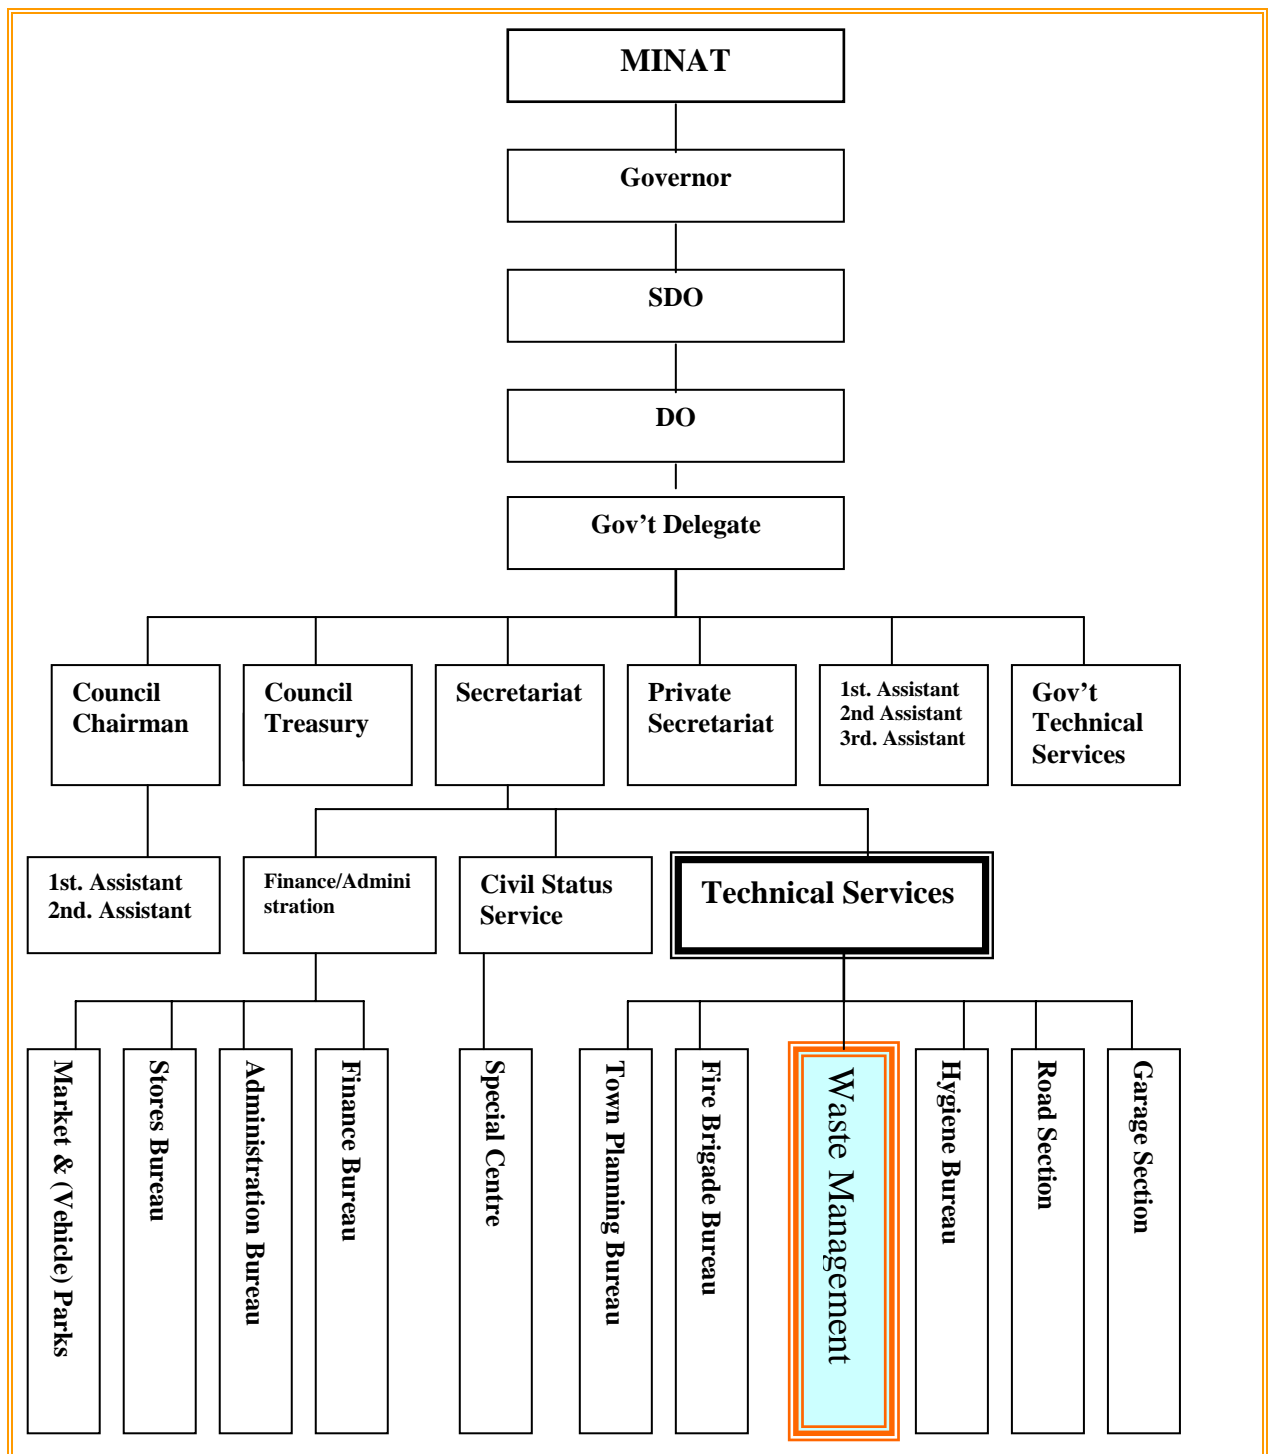 MINAT
Governor
SDO
DO
Gov’t Delegate
Council
Chairman
Council
Treasury
Secretariat
Private
Secretariat
1st. Assistant
2nd Assistant
3rd. Assistant
Gov’t
Technical
Services
1st. Assistant
2nd. Assistant
Finance/Admini
stration
Civil Status
Service
Technical Services
Market & (Vehicle) Parks
Stores Bureau
Administration Bureau
Finance Bureau
Special Centre
Town Planning Bureau
Fire Brigade Bureau
Waste Management
Hygiene Bureau
Road Section
Garage Section